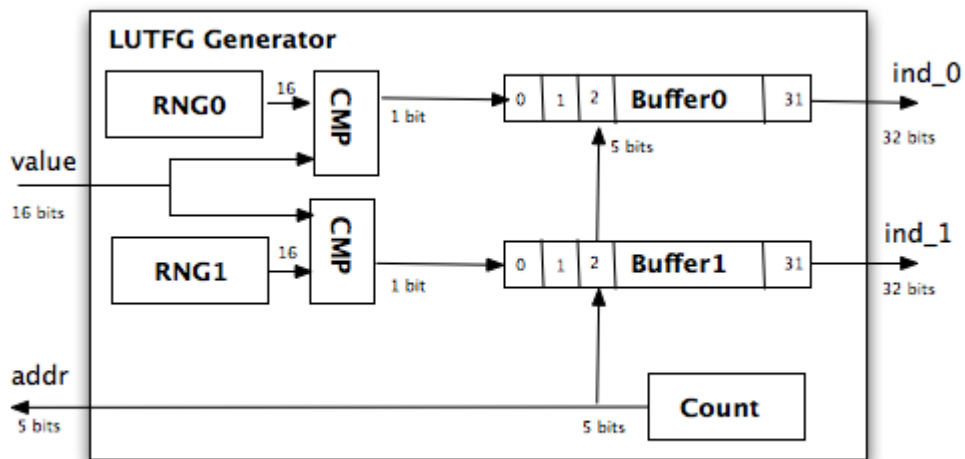 LUTFG Generator
RNG0
16
CMP
1 bit
0 1 2 Buffer0 31
ind_0
32 bits
5 bits
value
16 bits
RNG1
16
CMP
1 bit
0 1 2 Buffer1 31
ind_1
32 bits
addr
5 bits
5 bits
Count